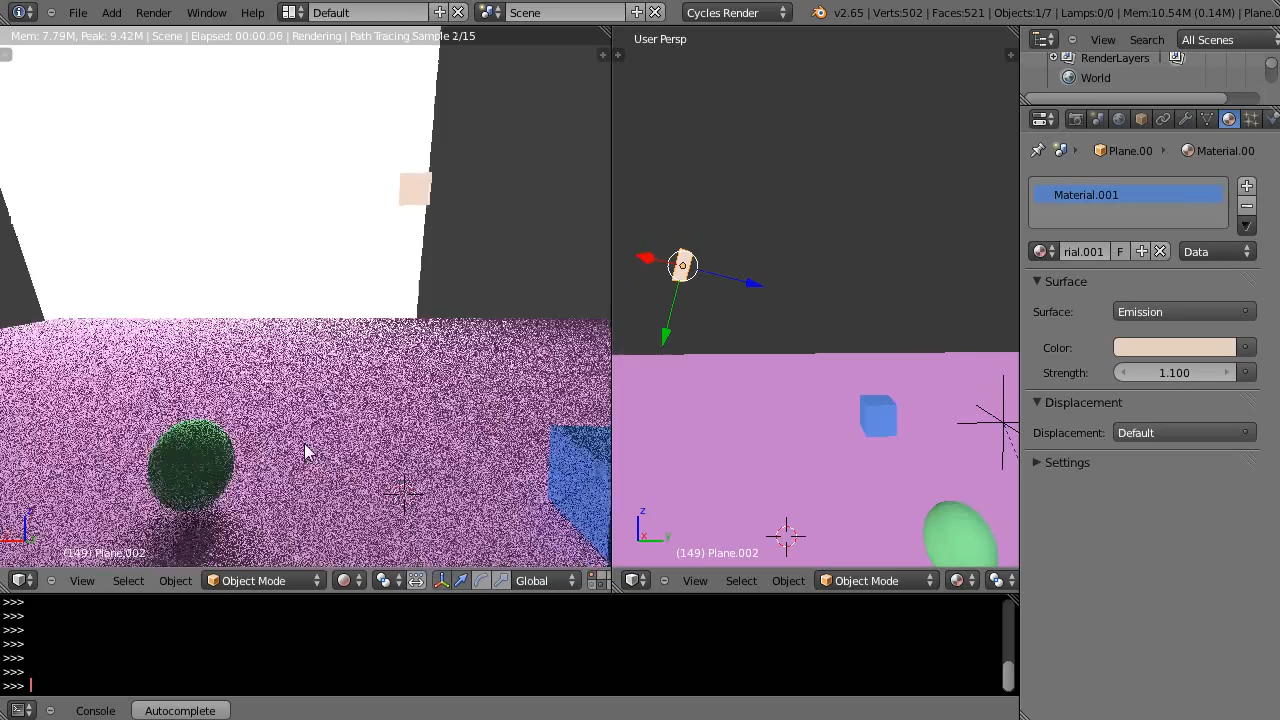 File Add Render Window Help Default Scene Cycles Render v2.65 | Verts:502 | Faces:521 | Objects:1/7 | Lamps:0/0 | Mem:10.54M (0.14M) | Plane.0
Mem: 7.79M, Peak: 9.42M | Scene | Elapsed: 00:00.06 | Rendering | Path Tracing Sample 2/15
User Persp
View Search All Scenes
RenderLayers
World
Plane.00 Material.00
Material.001
rial.001 F Data
Surface
Surface: Emission
Color:
Strength: 1.100
Displacement
Displacement: Default
Settings
z
(149) Plane.002
z
x y
(149) Plane.002
View Select Object Object Mode Global
View Select Object Object Mode
>>>
>>>
>>>
>>>
>>>
>>>
>>>
Console Autocomplete